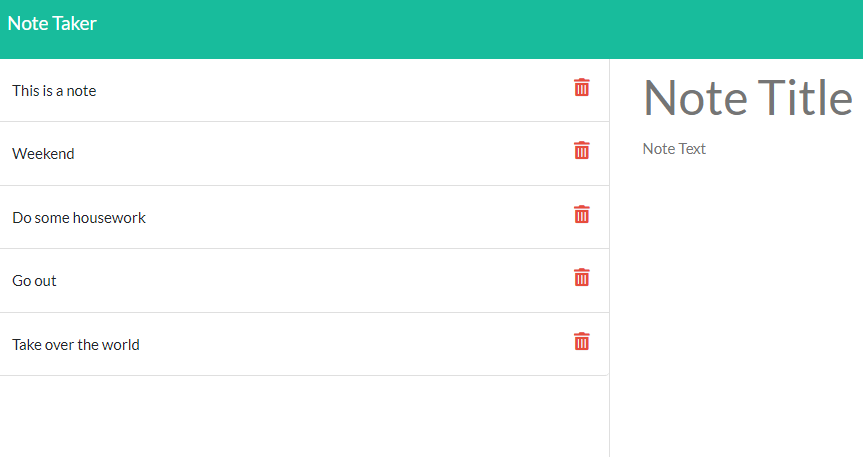 Note Taker
This is a note
Weekend
Do some housework
Go out
Take over the world
Note Title
Note Text